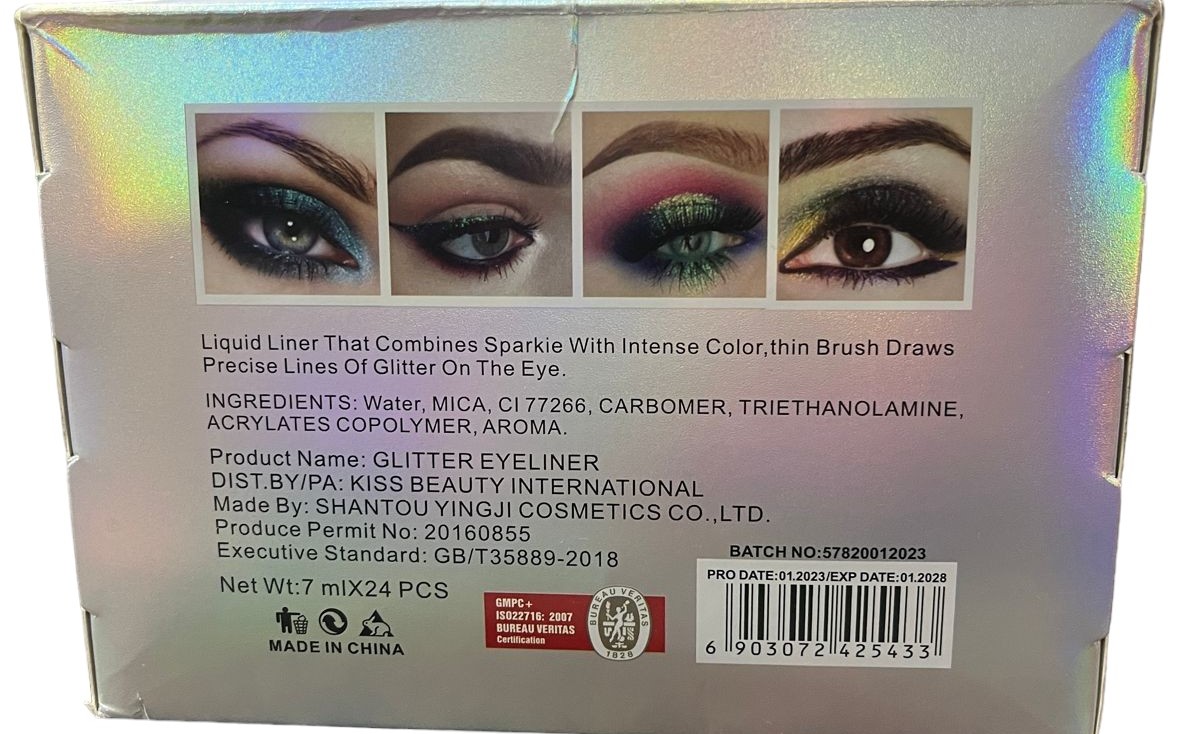 Liquid Liner That Combines Sparkie With Intense Color,thin Brush Draws
Precise Lines Of Glitter On The Eye.
INGREDIENTS: Water, MICA, CI 77266, CARBOMER, TRIETHANOLAMINE,
ACRYLATES COPOLYMER, AROMA.
Product Name: GLITTER EYELINER
DIST.BY/PA: KISS BEAUTY INTERNATIONAL
Made By: SHANTOU YINGJI COSMETICS CO.,LTD.
Produce Permit No: 20160855
Executive Standard: GB/T35889-2018
Net Wt:7 mlX24 PCS
MADE IN CHINA
GMPC+
ISO22716: 2007
BUREAU VERITAS
Certification
BUREAU VERITAS
1828
BATCH NO:57820012023
PRO DATE:01.2023/EXP DATE:01.2028
6 903072 425433